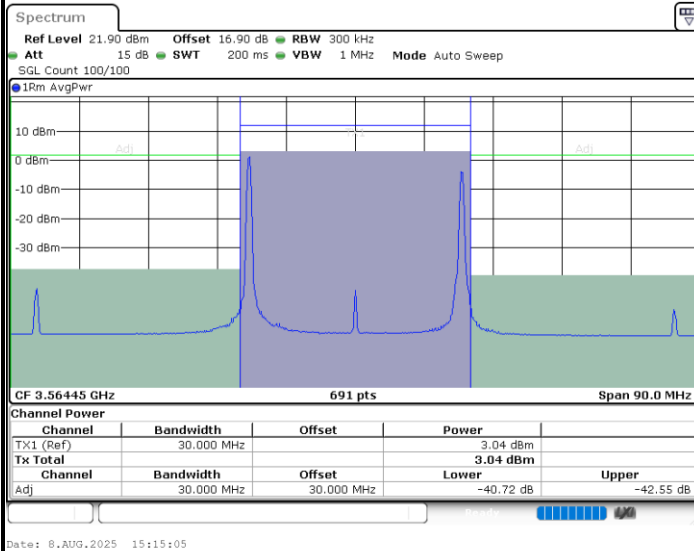 Spectrum
Ref Level 21.90 dBm Offset 16.90 dB RBW 300 kHz
Att 15 dB SWT 200 ms VBW 1 MHz Mode Auto Sweep
SGL Count 100/100
1Rm AvgPwr
10 dBm
Adj Adj
0 dBm
-10 dBm
-20 dBm
-30 dBm
CF 3.56445 GHz 691 pts Span 90.0 MHz
Channel Power
Channel Bandwidth Offset Power
TX1 (Ref) 30.000 MHz 3.04 dBm
Tx Total 3.04 dBm
Channel Bandwidth Offset Lower Upper
Adj 30.000 MHz 30.000 MHz -40.72 dB -42.55 dB
Ready
Date: 8.AUG.2025 15:15:05